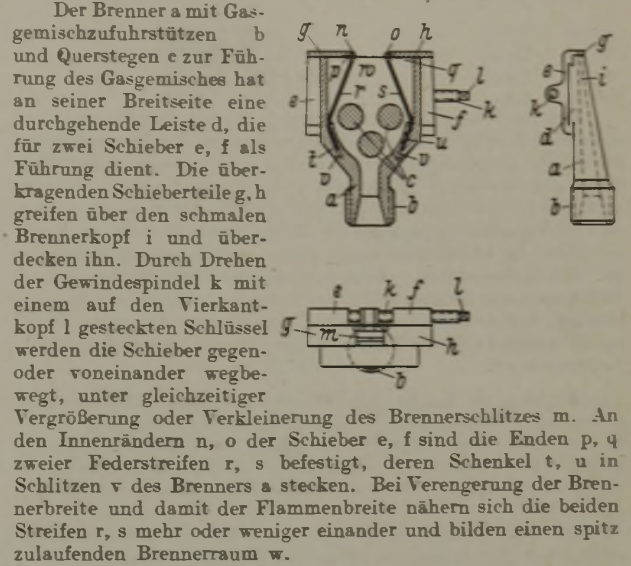 Der Brenner a mit Gas-
gemischzufuhrstützen b
und Querstegen c zur Füh-
rung des Gasgemisches hat
an seiner Breitseite eine
durchgehende Leiste d, die
für zwei Schieber e, f als
Führung dient. Die über-
kragenden Schieberteile g, h
greifen über den schmalen
Brennerkopf i und über-
decken ihn. Durch Drehen
der Gewindespindel k mit
einem auf den Vierkant-
kopf l gesteckten Schlüssel
werden die Schieber gegen-
oder voneinander wegbe-
wegt, unter gleichzeitiger
Vergrößerung oder Verkleinerung des Brennerschlitzes m. An
den Innenrändern n, o der Schieber e, f sind die Enden p, q
zweier Federstreifen r, s befestigt, deren Schenkel t, u in
Schlitzen v des Brenners a stecken. Bei Verengerung der Bren-
nerbreite und damit der Flammenbreite nähern sich die beiden
Streifen r, s mehr oder weniger einander und bilden einen spitz
zulaufenden Brennerraum w.
g n o h
p w q l
e r s f k
t u
v v
c
a b
g
e i
k
d
a
b
e k f l
g m h
b